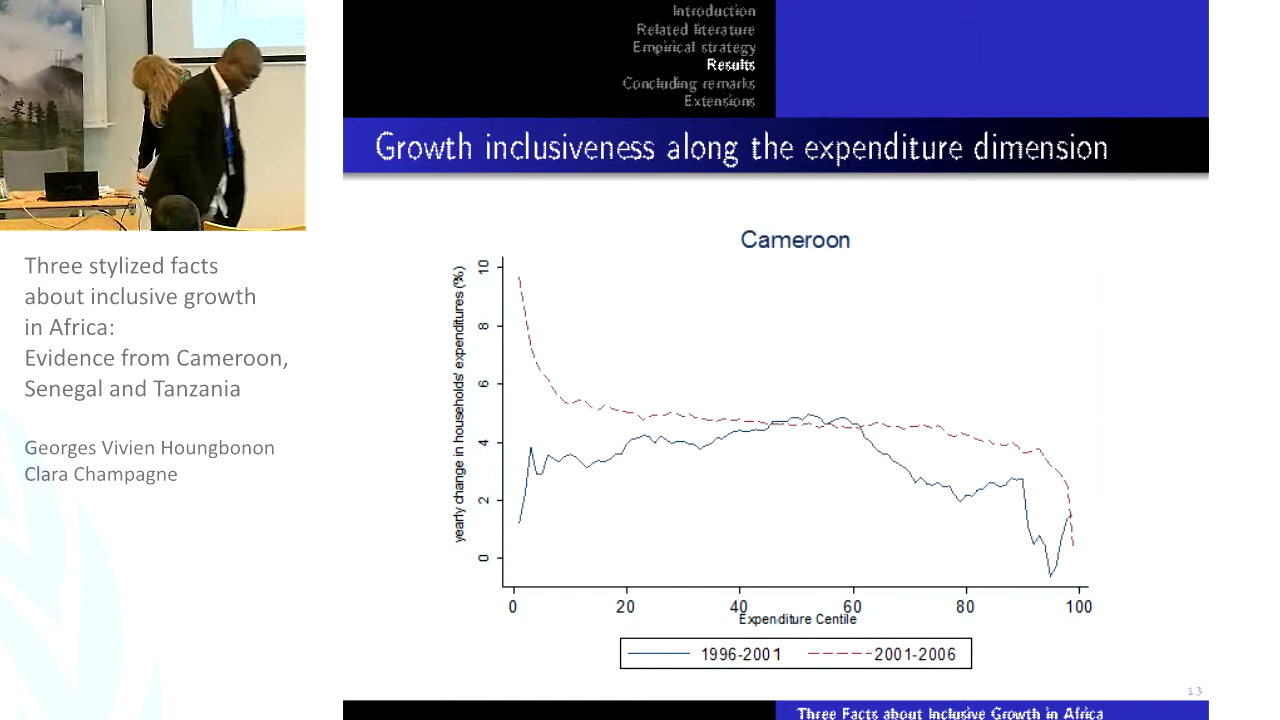 Introduction
Related literature
Empirical strategy
Results
Concluding remarks
Extensions
Growth inclusiveness along the expenditure dimension
Three stylized facts
about inclusive growth
in Africa:
Evidence from Cameroon,
Senegal and Tanzania
Georges Vivien Houngbonon
Clara Champagne
Cameroon
yearly change in households' expenditures (%)
10
8
6
4
2
0
0 20 40 60 80 100
Expenditure Centile
1996-2001 2001-2006
13
Three Facts about Inclusive Growth in Africa